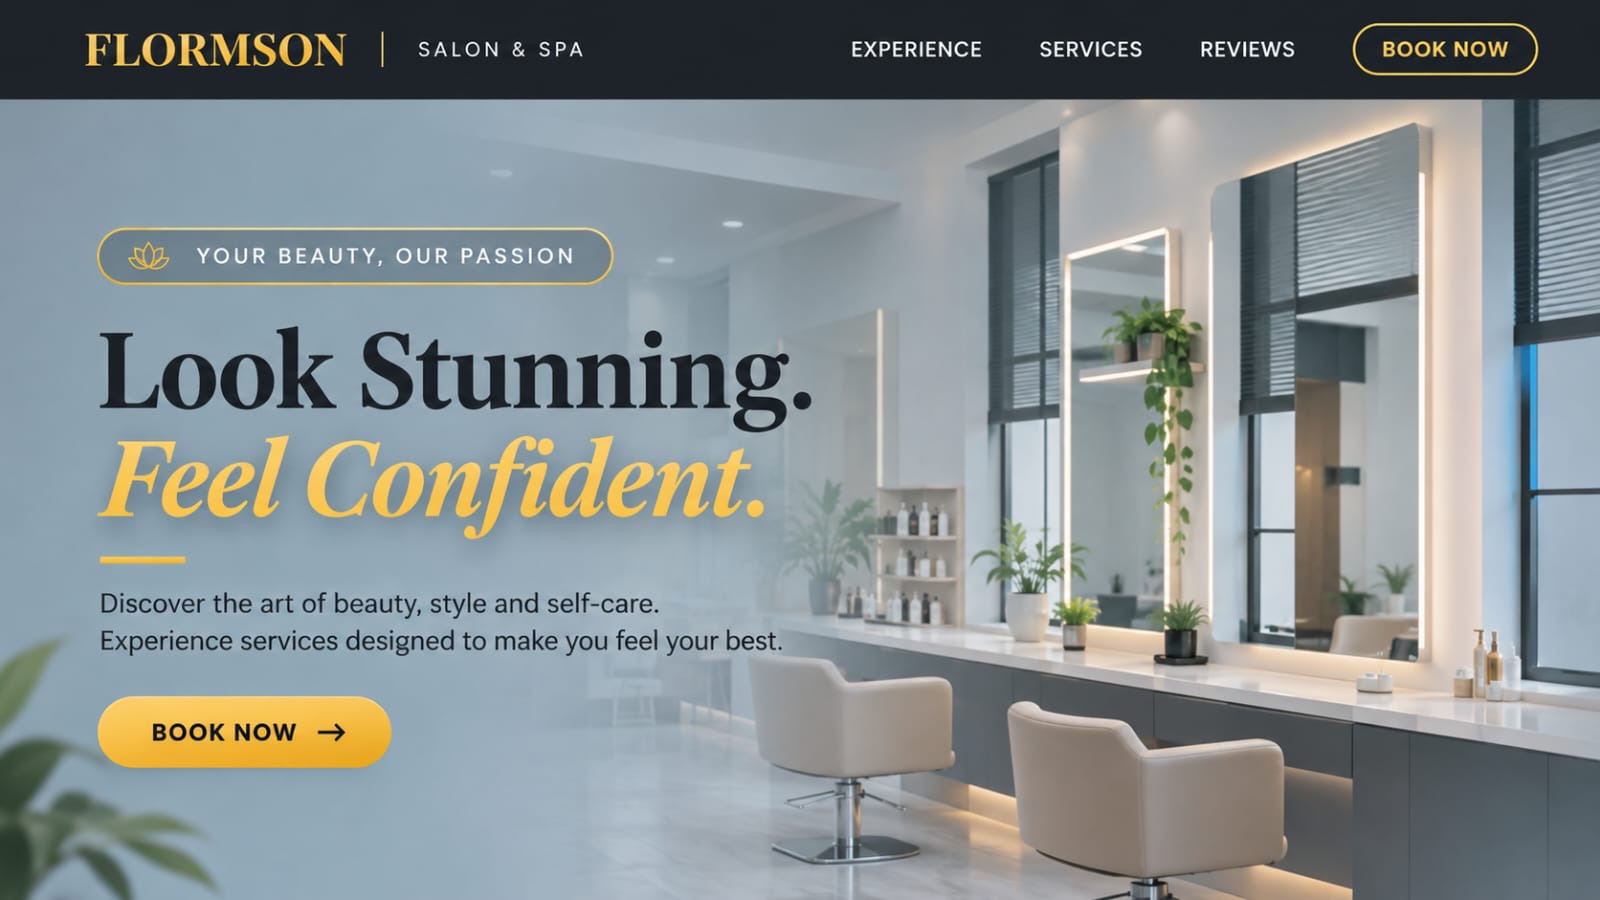 FLORMSON | SALON & SPA
EXPERIENCE SERVICES REVIEWS BOOK NOW
YOUR BEAUTY, OUR PASSION
Look Stunning.
Feel Confident.
Discover the art of beauty, style and self-care.
Experience services designed to make you feel your best.
BOOK NOW →